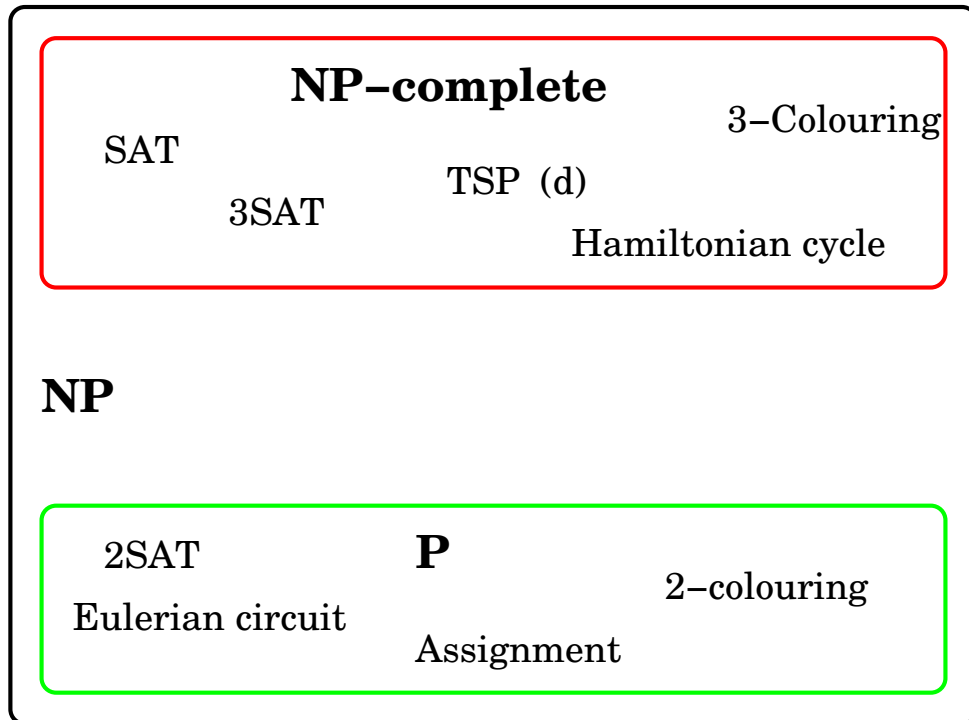 NP–complete
3–Colouring
SAT
TSP (d)
3SAT
Hamiltonian cycle
NP
2SAT
P
2–colouring
Eulerian circuit
Assignment